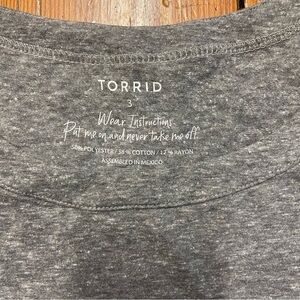 TORRID
3
Wear Instructions
Put me on and never take me off
50% POLYESTER / 38% COTTON / 12% RAYON
ASSEMBLED IN MEXICO